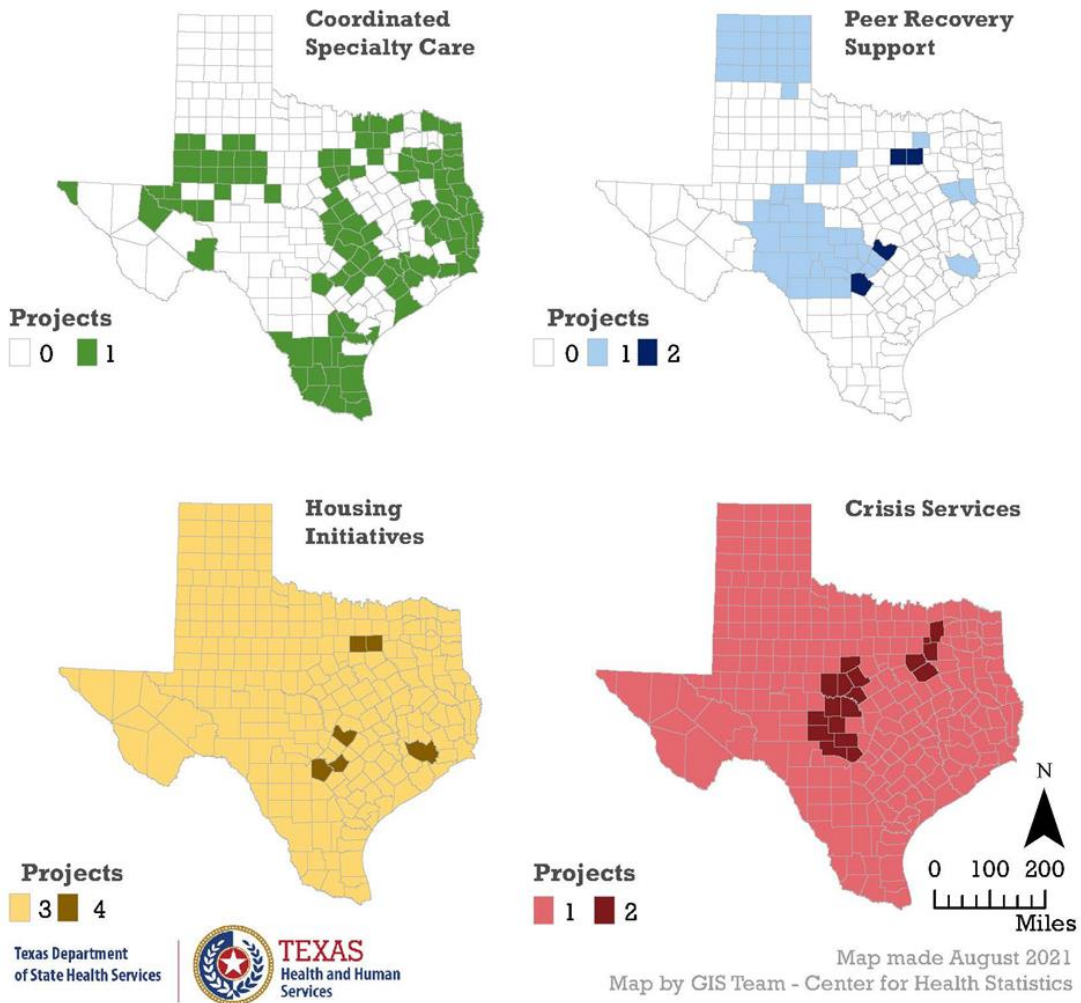 Coordinated
Specialty Care
Projects
0 1
Peer Recovery
Support
Projects
0 1 2
Housing
Initiatives
Projects
3 4
Crisis Services
Projects
1 2
N
0 100 200
Miles
Texas Department
of State Health Services
TEXAS
Health and Human
Services
Map made August 2021
Map by GIS Team - Center for Health Statistics